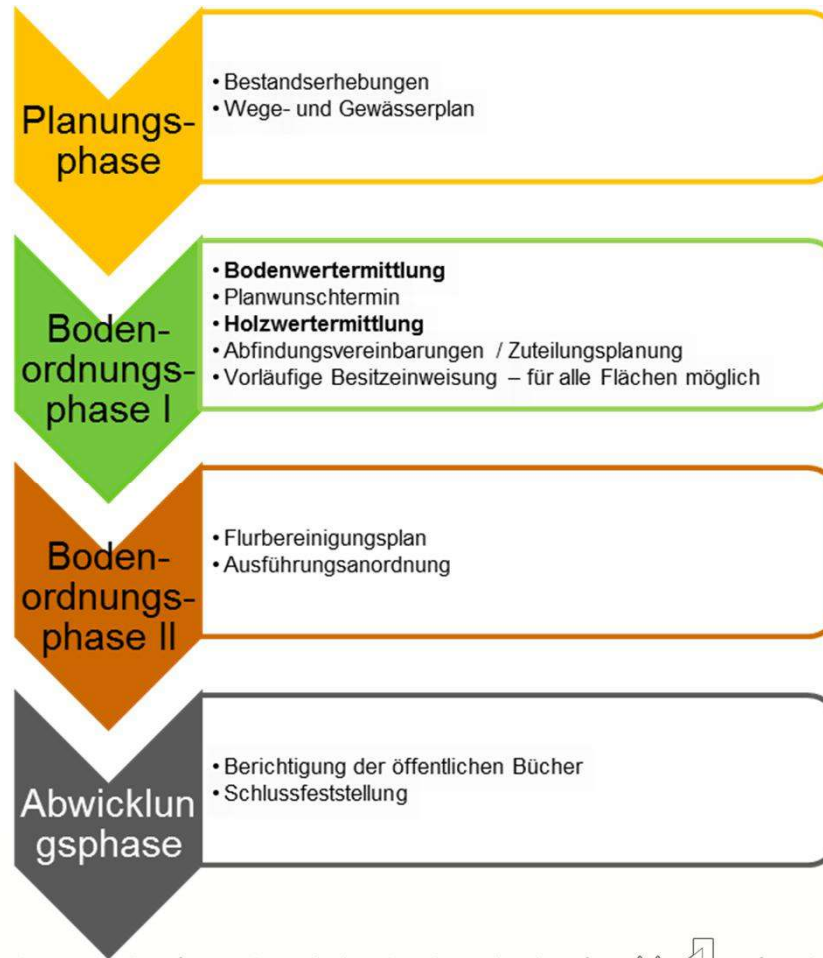 Planungs-
phase
• Bestandserhebungen
• Wege- und Gewässerplan
Boden-
ordnungs-
phase I
• Bodenwertermittlung
• Planwunschtermin
• Holzwertermittlung
• Abfindungsvereinbarungen / Zuteilungsplanung
• Vorläufige Besitzeinweisung – für alle Flächen möglich
Boden-
ordnungs-
phase II
• Flurbereinigungsplan
• Ausführungsanordnung
Abwicklun
gsphase
• Berichtigung der öffentlichen Bücher
• Schlussfeststellung